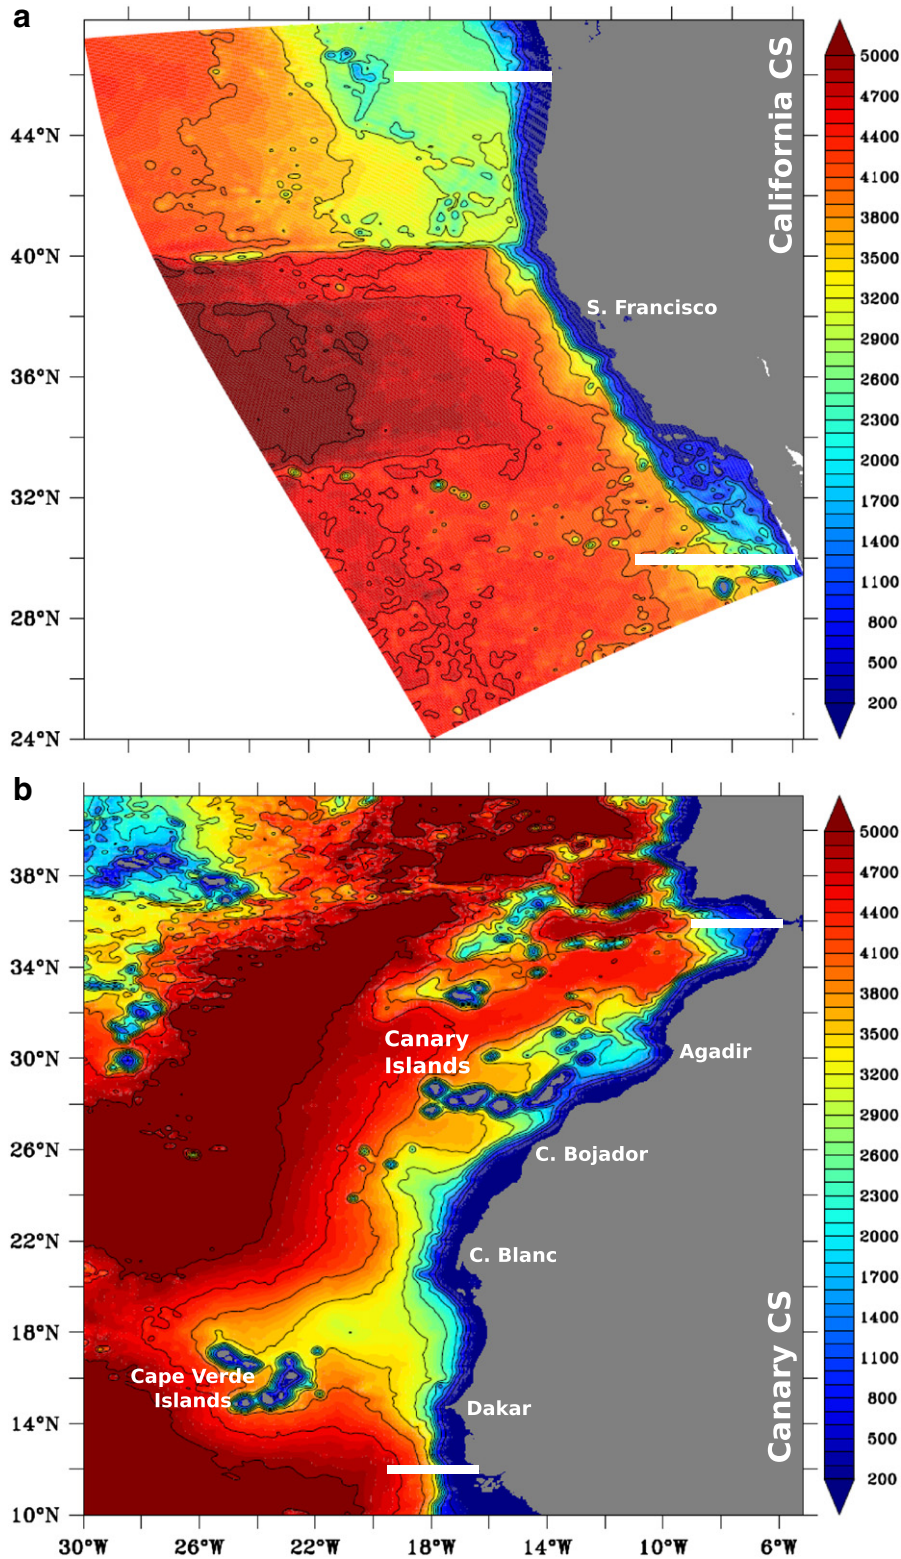 a
California CS
44°N
40°N
36°N
32°N
28°N
24°N
S. Francisco
5000
4700
4400
4100
3800
3500
3200
2900
2600
2300
2000
1700
1400
1100
800
500
200
b
38°N
34°N
30°N
26°N
22°N
18°N
14°N
10°N
Canary
Islands
Agadir
C. Bojador
C. Blanc
Cape Verde
Islands
Dakar
Canary CS
30°W
26°W
22°W
18°W
14°W
10°W
6°W
5000
4700
4400
4100
3800
3500
3200
2900
2600
2300
2000
1700
1400
1100
800
500
200